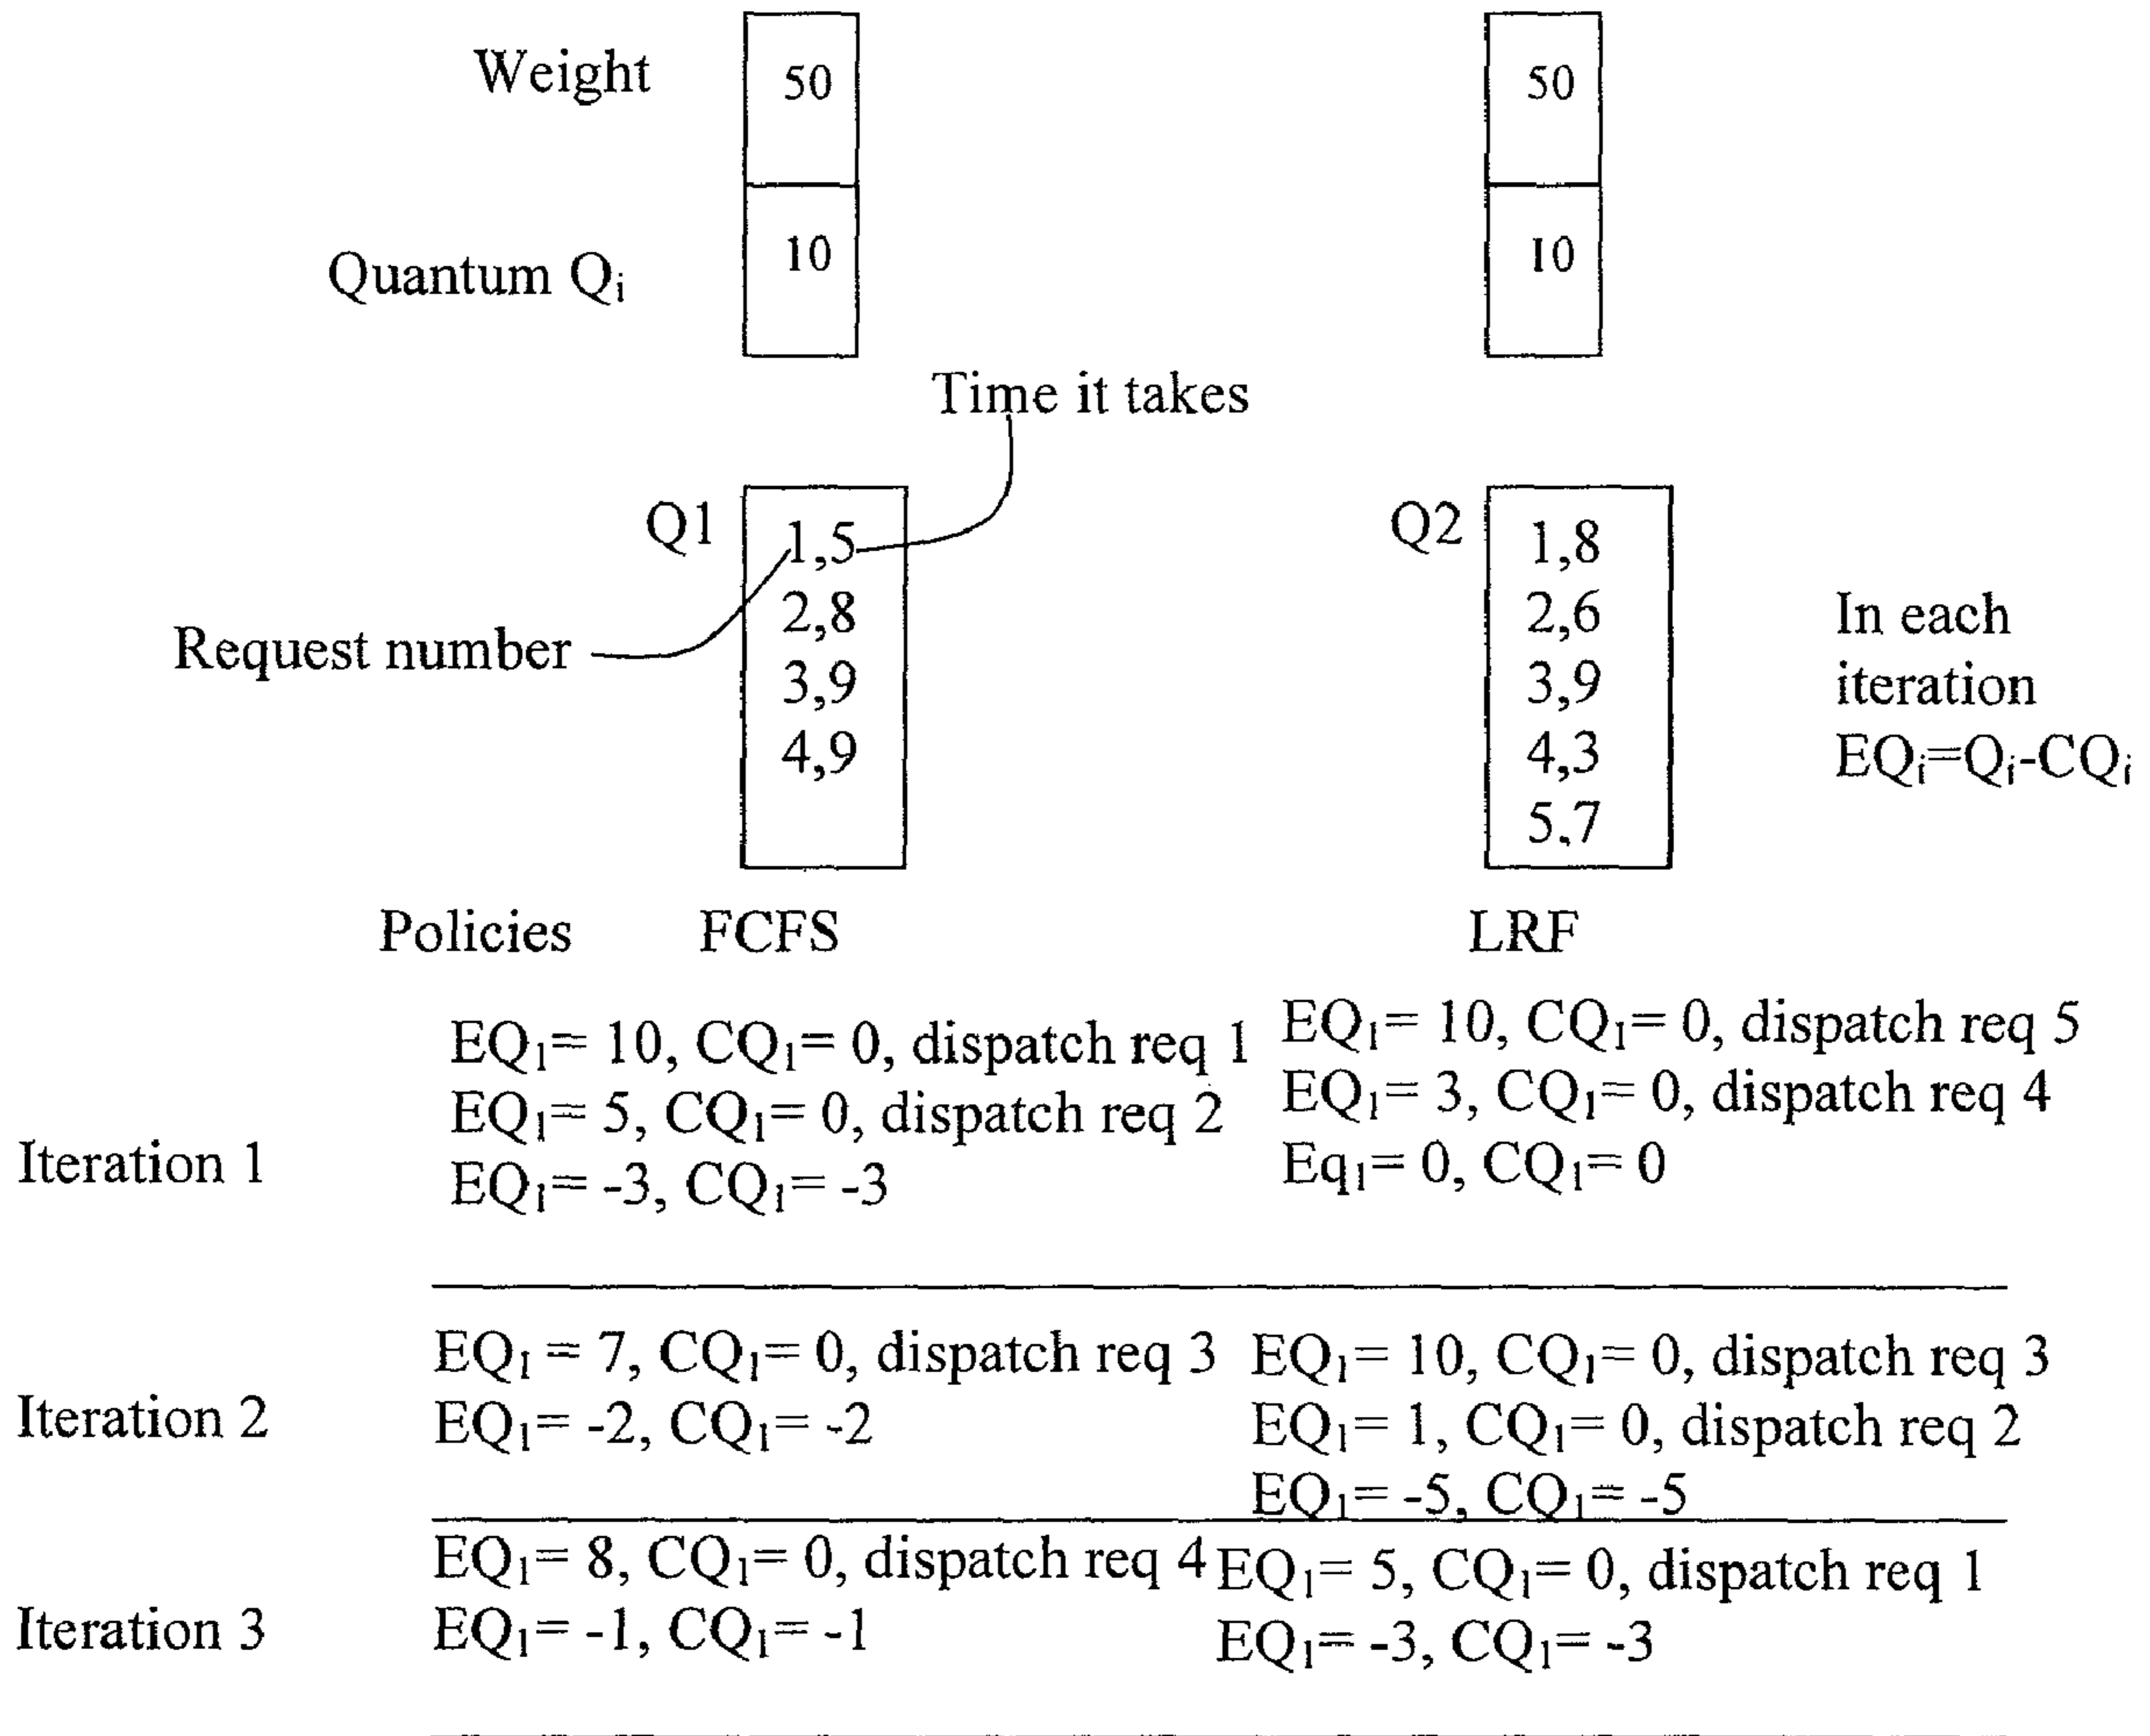 Weight 50 50
Quantum Qi 10 10
Time it takes
Q1 1,5 Q2 1,8
2,8 2,6
3,9 3,9
4,9 4,3
5,7
Request number
In each
iteration
EQi=Qi-CQi
Policies FCFS LRF
Iteration 1
EQ1= 10, CQ1= 0, dispatch req 1
EQ1= 5, CQ1= 0, dispatch req 2
EQ1= -3, CQ1= -3
EQ1= 10, CQ1= 0, dispatch req 5
EQ1= 3, CQ1= 0, dispatch req 4
Eq1= 0, CQ1= 0
Iteration 2
EQ1 = 7, CQ1= 0, dispatch req 3
EQ1= -2, CQ1= -2
EQ1= 10, CQ1= 0, dispatch req 3
EQ1= 1, CQ1= 0, dispatch req 2
EQ1= -5, CQ1= -5
Iteration 3
EQ1= 8, CQ1= 0, dispatch req 4
EQ1= -1, CQ1= -1
EQ1= 5, CQ1= 0, dispatch req 1
EQ1= -3, CQ1= -3